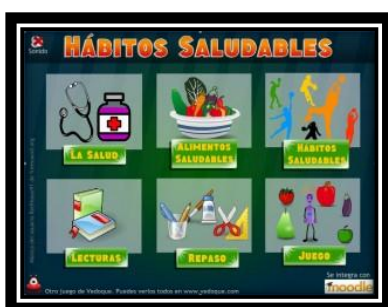 Sonido
HÁBITOS SALUDABLES
LA SALUD
ALIMENTOS
SALUDABLES
HÁBITOS
SALUDABLES
LECTURAS
REPASO
JUEGO
Otro juego de Vedoque. Puedes verlos todos en www.vedoque.com
Se integra con
moodle